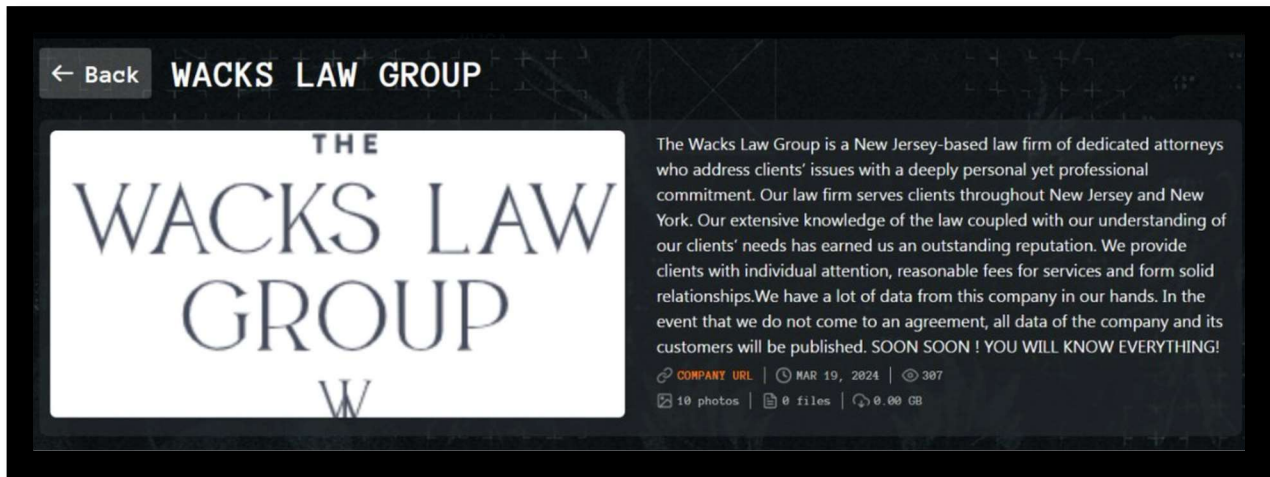 ← Back WACKS LAW GROUP
THE
WACKS LAW
GROUP
W
The Wacks Law Group is a New Jersey-based law firm of dedicated attorneys
who address clients' issues with a deeply personal yet professional
commitment. Our law firm serves clients throughout New Jersey and New
York. Our extensive knowledge of the law coupled with our understanding of
our clients' needs has earned us an outstanding reputation. We provide
clients with individual attention, reasonable fees for services and form solid
relationships.We have a lot of data from this company in our hands. In the
event that we do not come to an agreement, all data of the company and its
customers will be published. SOON SOON ! YOU WILL KNOW EVERYTHING!
COMPANY URL | MAR 19, 2024 | 307
10 photos | 0 files | 0.00 GB